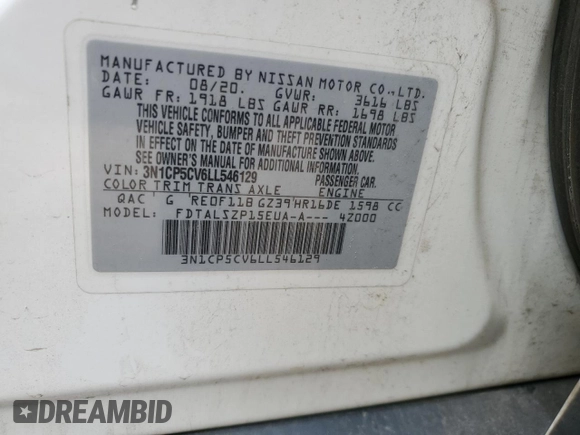 MANUFACTURED BY NISSAN MOTOR CO.,LTD.
DATE: 08/20. GVWR: 3616 LBS
GAWR FR: 1918 LBS GAWR RR: 1698 LBS
THIS VEHICLE CONFORMS TO ALL APPLICABLE FEDERAL MOTOR
VEHICLE SAFETY, BUMPER AND THEFT PREVENTION STANDARDS
IN EFFECT ON THE DATE OF MANUFACTURE SHOWN ABOVE.
SEE OWNER'S MANUAL FOR ADDITIONAL INFORMATION.
VIN: 3N1CP5CV6LL546129 PASSENGER CAR.
COLOR TRIM TRANS AXLE ENGINE
QAC G RE0F11B GZ39 HR16DE 1598 CC
MODEL: FDTALSZP15EUA-A--- 4Z000
3N1CP5CV6LL546129
DREAMBID